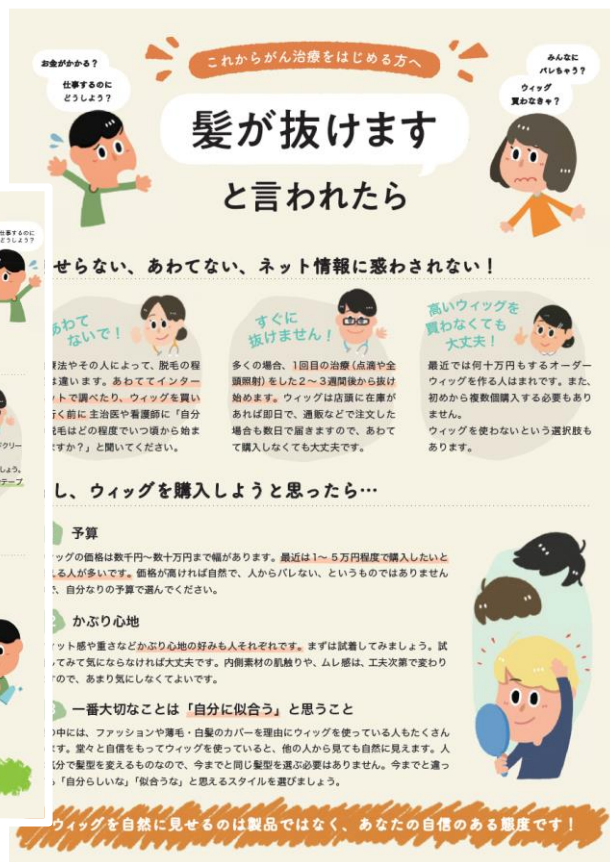 お金がかかる?
仕事するのに
どうしよう?
これからがん治療をはじめる方へ
みんなに
バレちゃう?
ウィッグ
買わなきゃ?
髪が抜けます
と言われたら
仕事するのに
どうしよう?
せらない、あわてない、ネット情報に惑わされない!
あわて
ないで!
療法やその人によって、脱毛の程
は違います。あわててインター
ットで調べたり、ウィッグを買い
行く前に主治医や看護師に「自分
脱毛はどの程度でいつ頃から始ま
ますか?」と聞いてください。
すぐに
抜けません!
多くの場合、1回目の治療(点滴や全
頭照射)をした2〜3週間後から抜け
始めます。ウィッグは店頭に在庫が
あれば即日で、通販などで注文した
場合も数日で届きますので、あわて
て購入しなくても大丈夫です。
高いウィッグを
買わなくても
大丈夫!
最近では何十万円もするオーダー
ウィッグを作る人はまれです。また、
初めから複数個購入する必要もあり
ません。
ウィッグを使わないという選択肢も
あります。
ドクリー
しょう。
テープ
し、ウィッグを購入しようと思ったら…
予算
ッグの価格は数千円〜数十万円まで幅があります。最近は1〜5万円程度で購入したいと
える人が多いです。価格が高ければ自然で、人からバレない、というものではありません
で、自分なりの予算で選んでください。
かぶり心地
ット感や重さなどかぶり心地の好みも人それぞれです。まずは試着してみましょう。試
してみて気にならなければ大丈夫です。内側素材の肌触りや、ムレ感は、工夫次第で変わり
すので、あまり気にしなくてよいです。
一番大切なことは「自分に似合う」と思うこと
の中には、ファッションや薄毛・白髪のカバーを理由にウィッグを使っている人もたくさん
ます。堂々と自信をもってウィッグを使っていると、他の人から見ても自然に見えます。人
気分で髪型を変えるものなので、今までと同じ髪型を選ぶ必要はありません。今までと違っ
「自分らしいな」「似合うな」と思えるスタイルを選びましょう。
ウィッグを自然に見せるのは製品ではなく、あなたの自信のある態度です!